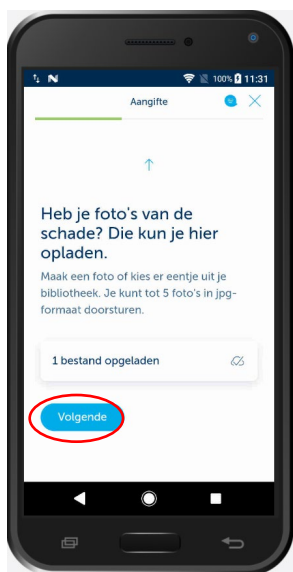 100% 11:31
Aangifte
Heb je foto's van de
schade? Die kun je hier
opladen.
Maak een foto of kies er eentje uit je
bibliotheek. Je kunt tot 5 foto's in jpg-
formaat doorsturen.
1 bestand opgeladen
Volgende